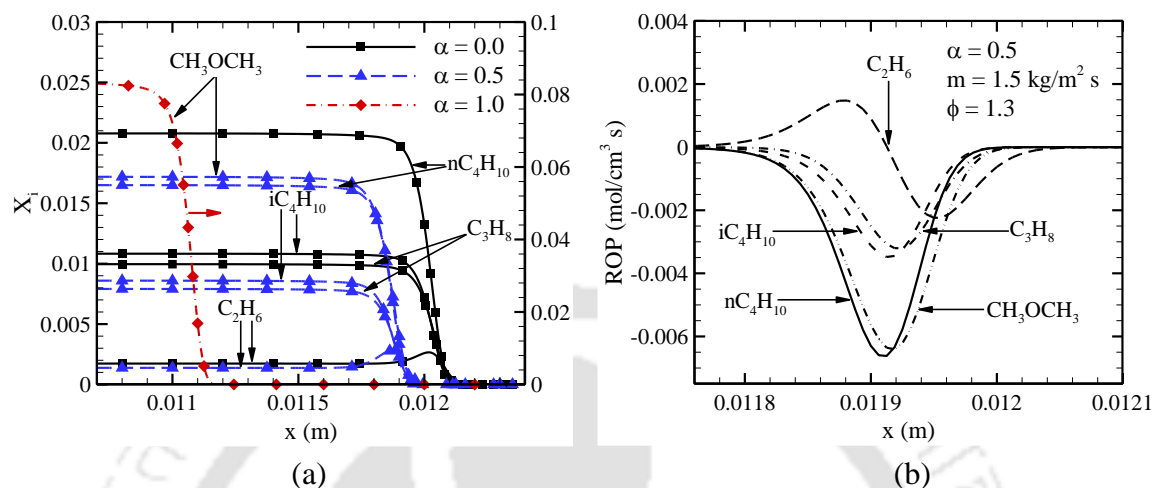 0.03
0.025
0.02
0.015
0.01
0.005
0
X_i
0.1
0.08
0.06
0.04
0.02
0
CH₃OCH₃
α = 0.0
α = 0.5
α = 1.0
nC₄H₁₀
iC₄H₁₀
C₃H₈
C₂H₆
0.011 0.0115 0.012
x (m)
(a)
0.004
0.002
0
-0.002
-0.004
-0.006
ROP (mol/cm³ s)
C₂H₆
α = 0.5
m = 1.5 kg/m² s
ϕ = 1.3
iC₄H₁₀
C₃H₈
nC₄H₁₀
CH₃OCH₃
0.0118 0.0119 0.012 0.0121
x (m)
(b)